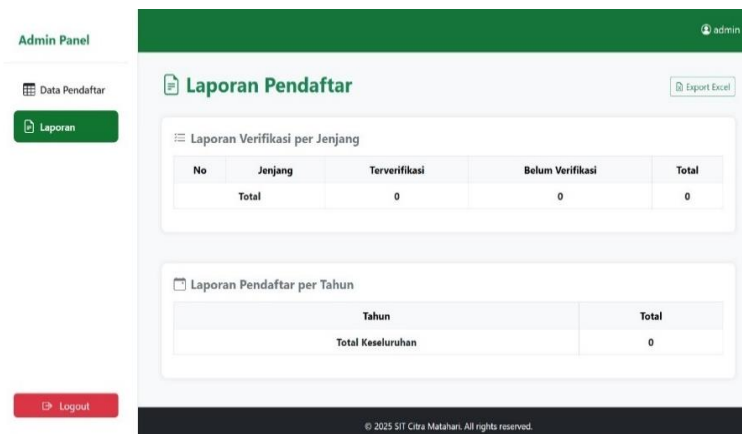 Admin Panel
admin
Data Pendaftar
Laporan
Laporan Pendaftar
Export Excel
Laporan Verifikasi per Jenjang
No Jenjang Terverifikasi Belum Verifikasi Total
Total 0 0 0
Laporan Pendaftar per Tahun
Tahun Total
Total Keseluruhan 0
Logout
© 2025 SIT Citra Matahari. All rights reserved.